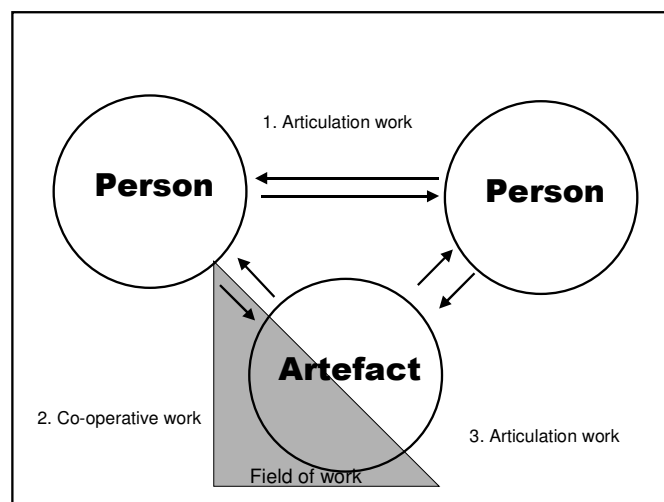 1. Articulation work
Person
Person
Artefact
2. Co-operative work
3. Articulation work
Field of work